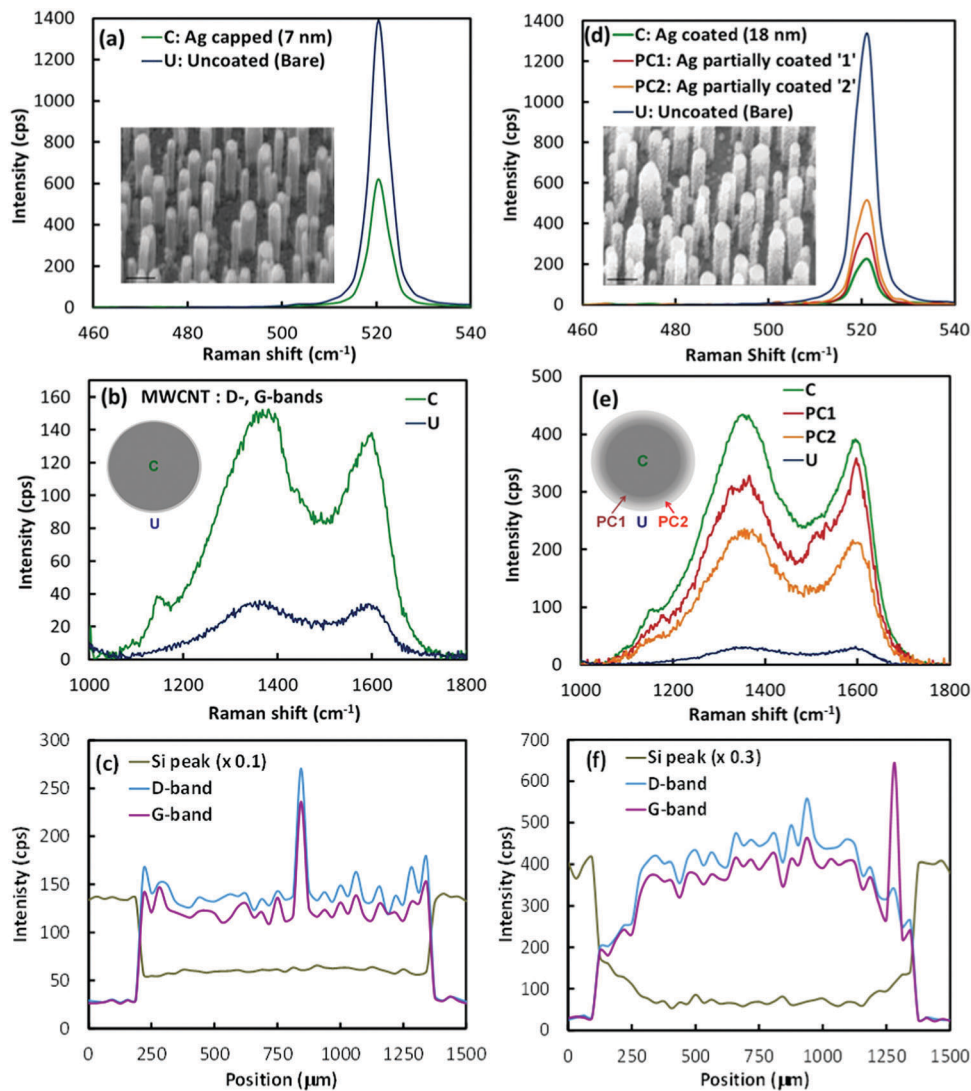 (a)
C: Ag capped (7 nm)
U: Uncoated (Bare)
1400
1200
1000
800
600
400
200
0
Intensity (cps)
460 480 500 520 540
Raman shift (cm⁻¹)
(d)
C: Ag coated (18 nm)
PC1: Ag partially coated '1'
PC2: Ag partially coated '2'
U: Uncoated (Bare)
1400
1200
1000
800
600
400
200
0
Intensity (cps)
460 480 500 520 540
Raman Shift (cm⁻¹)
(b) MWCNT : D-, G-bands
C
U
C
U
160
140
120
100
80
60
40
20
0
Intensity (cps)
1000 1200 1400 1600 1800
Raman shift (cm⁻¹)
(e)
C
PC1
PC2
U
C
PC1 U PC2
500
400
300
200
100
0
Intensity (cps)
1000 1200 1400 1600 1800
Raman shift (cm⁻¹)
(c)
Si peak (x 0.1)
D-band
G-band
300
250
200
150
100
50
0
Intenisty (cps)
0 250 500 750 1000 1250 1500
Position (μm)
(f)
Si peak (x 0.3)
D-band
G-band
700
600
500
400
300
200
100
0
Intensity (cps)
0 250 500 750 1000 1250 1500
Position (μm)